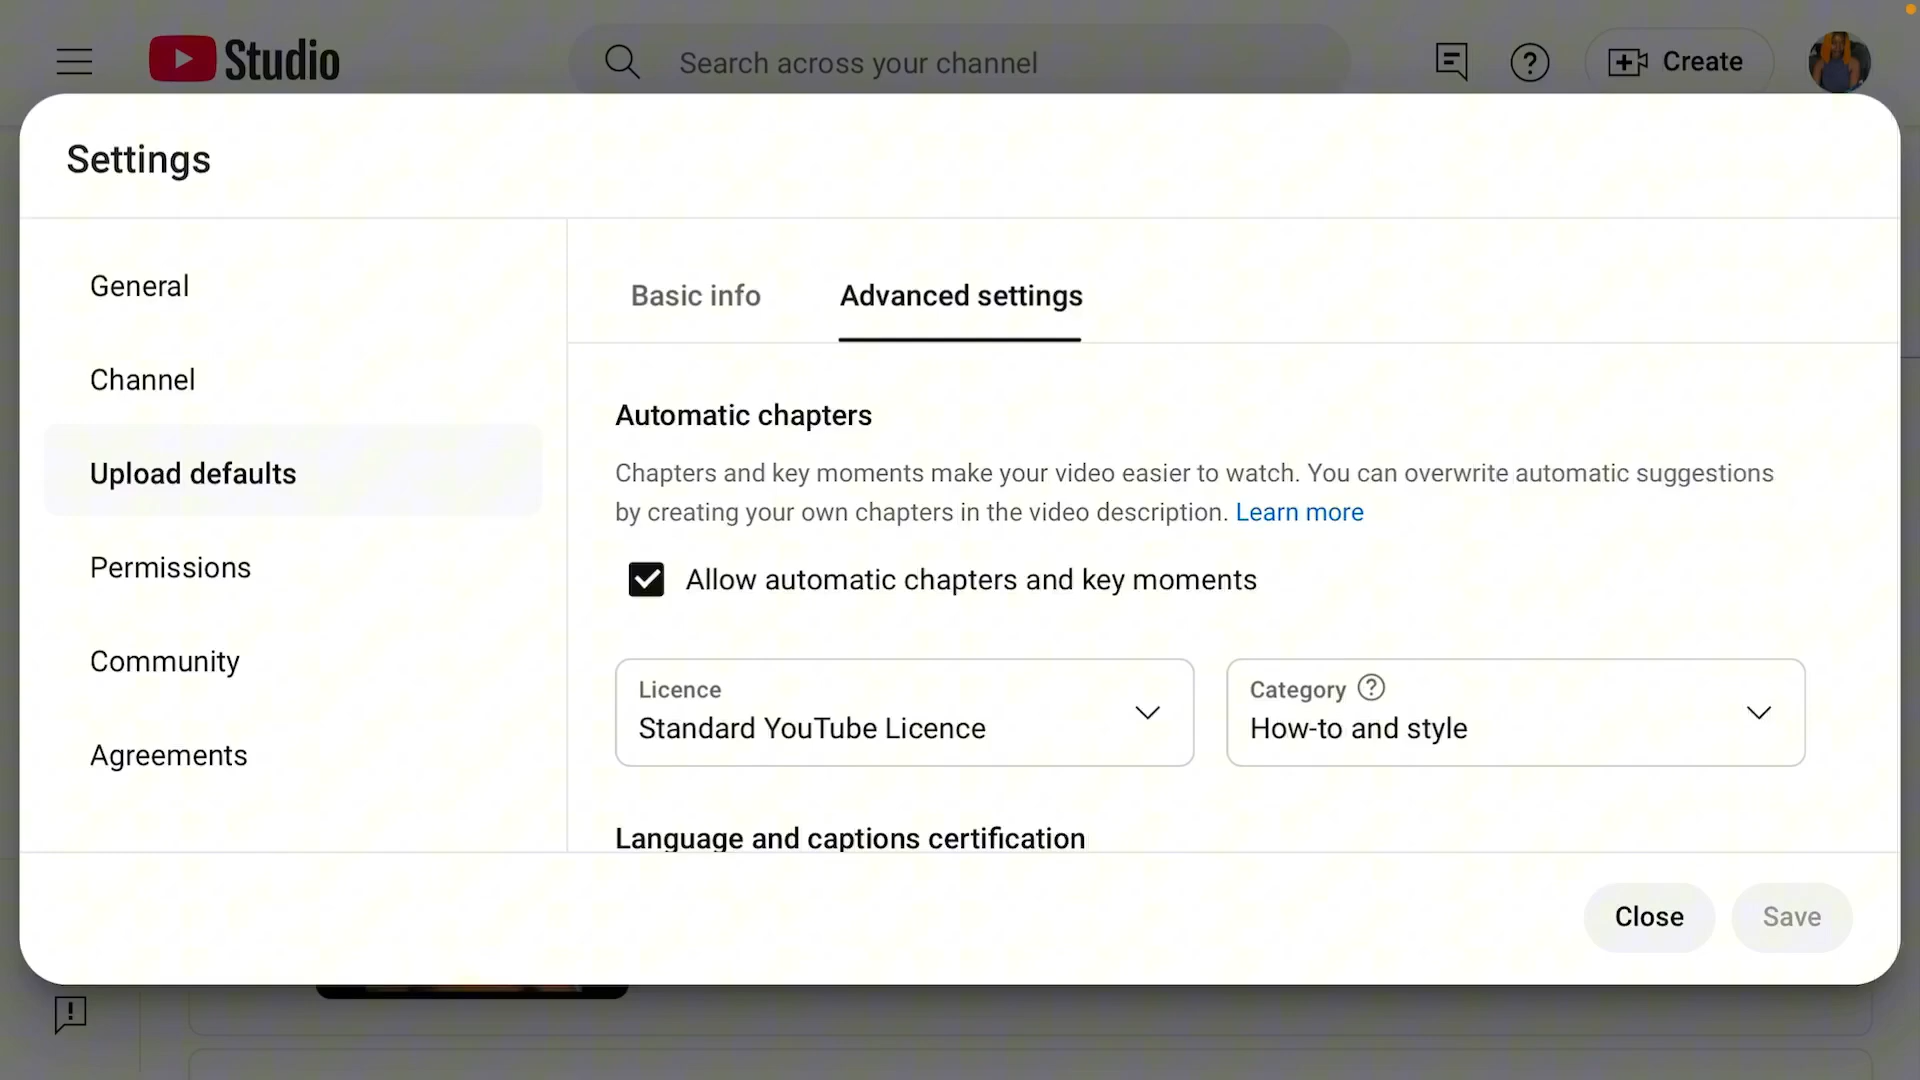 Studio
Search across your channel
Create
Settings
General
Channel
Upload defaults
Permissions
Community
Agreements
Basic info
Advanced settings
Automatic chapters
Chapters and key moments make your video easier to watch. You can overwrite automatic suggestions
by creating your own chapters in the video description. Learn more
Allow automatic chapters and key moments
Licence
Standard YouTube Licence
Category
How-to and style
Language and captions certification
Close
Save